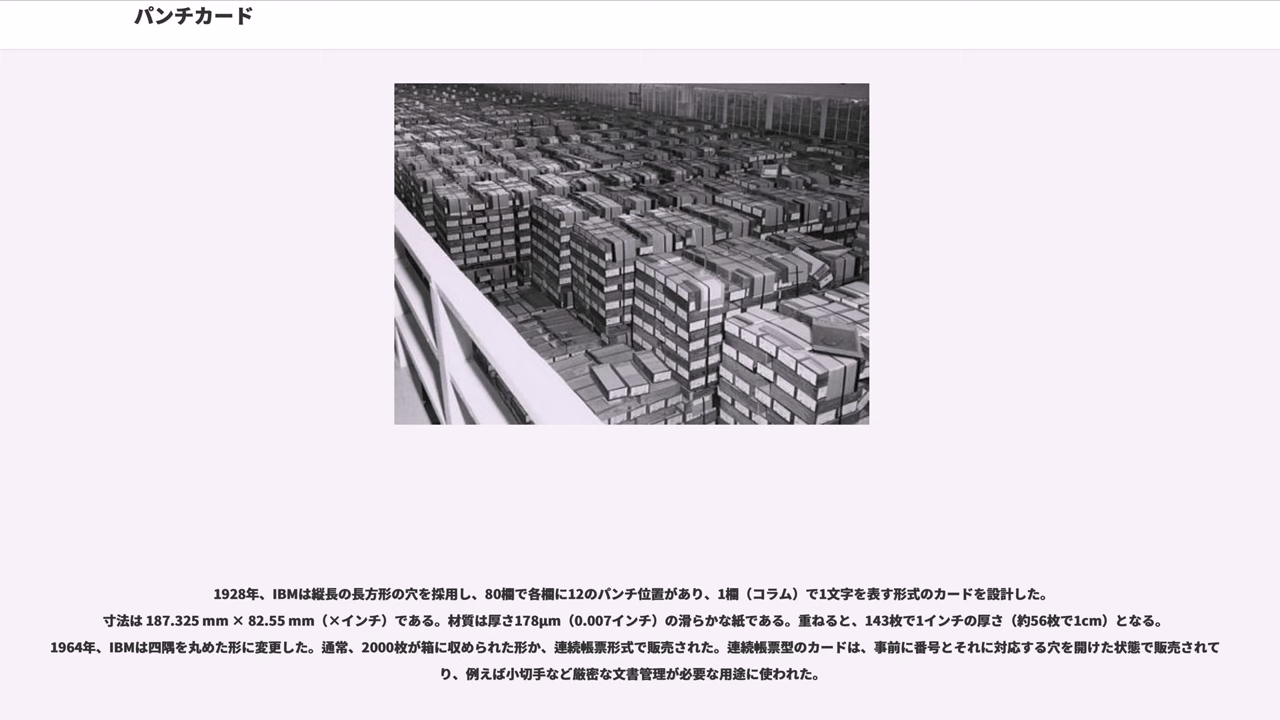 パンチカード
1928年、IBMは縦長の長方形の穴を採用し、80欄で各欄に12のパンチ位置があり、1欄（コラム）で1文字を表す形式のカードを設計した。
寸法は 187.325 mm × 82.55 mm（×インチ）である。材質は厚さ178μm（0.007インチ）の滑らかな紙である。重ねると、143枚で1インチの厚さ（約56枚で1cm）となる。
1964年、IBMは四隅を丸めた形に変更した。通常、2000枚が箱に収められた形か、連続帳票形式で販売された。連続帳票型のカードは、事前に番号とそれに対応する穴を開けた状態で販売されて
り、例えば小切手など厳密な文書管理が必要な用途に使われた。